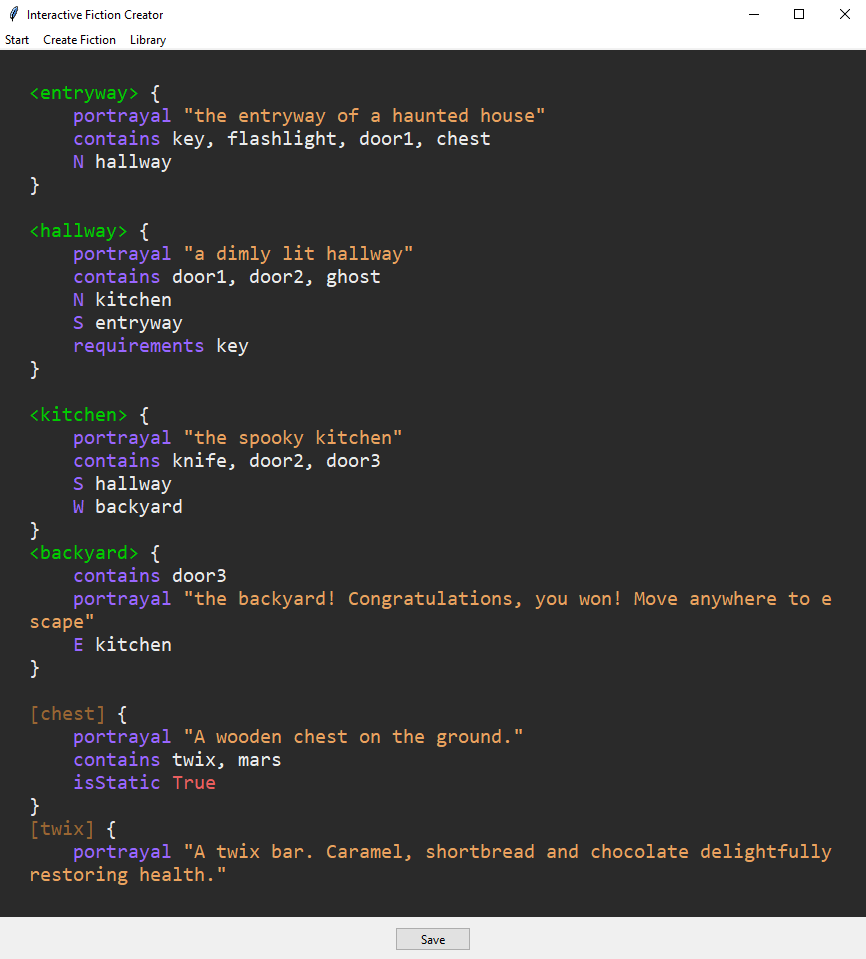 Interactive Fiction Creator
Start Create Fiction Library
<entryway> {
    portrayal "the entryway of a haunted house"
    contains key, flashlight, door1, chest
    N hallway
}
<hallway> {
    portrayal "a dimly lit hallway"
    contains door1, door2, ghost
    N kitchen
    S entryway
    requirements key
}
<kitchen> {
    portrayal "the spooky kitchen"
    contains knife, door2, door3
    S hallway
    W backyard
}
<backyard> {
    contains door3
    portrayal "the backyard! Congratulations, you won! Move anywhere to e
scape"
    E kitchen
}
[chest] {
    portrayal "A wooden chest on the ground."
    contains twix, mars
    isStatic True
}
[twix] {
    portrayal "A twix bar. Caramel, shortbread and chocolate delightfully
restoring health."
Save